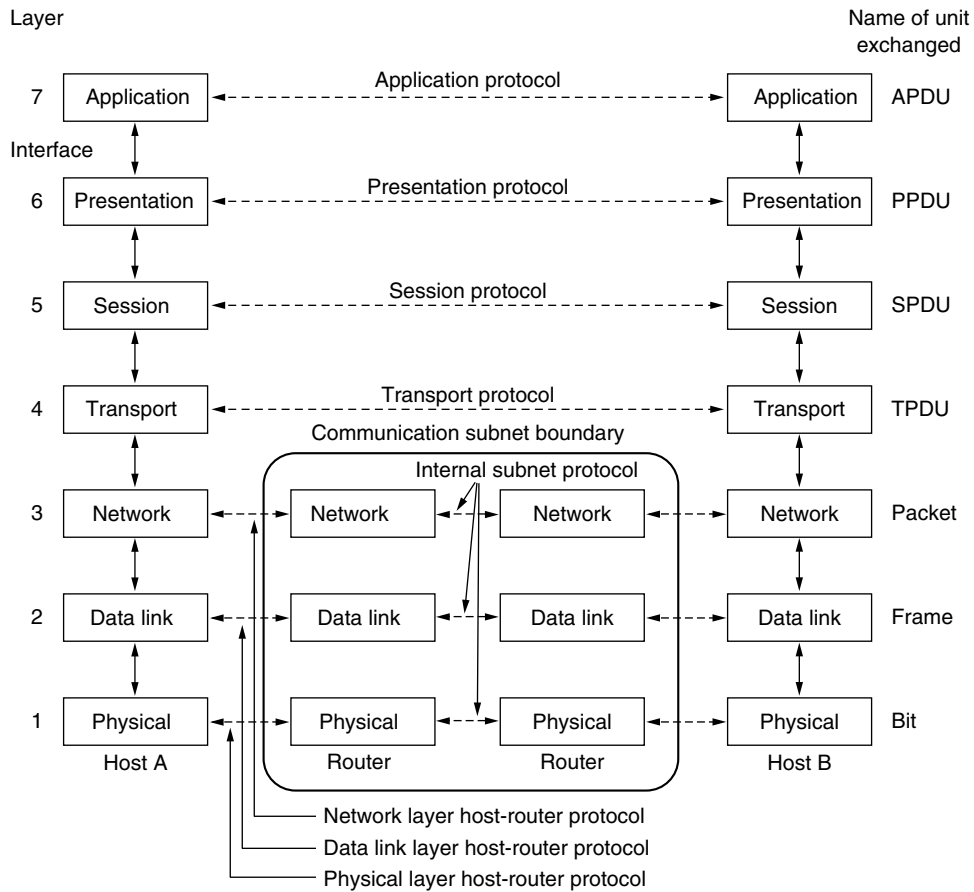 Layer
Name of unit
exchanged
Application protocol
7
Application
Application
APDU
Interface
Presentation protocol
6
Presentation
Presentation
PPDU
Session protocol
5
Session
Session
SPDU
Transport protocol
4
Transport
Transport
TPDU
Communication subnet boundary
Internal subnet protocol
3
Network
Network
Network
Network
Packet
2
Data link
Data link
Data link
Data link
Frame
1
Physical
Physical
Physical
Physical
Bit
Host A
Router
Router
Host B
Network layer host-router protocol
Data link layer host-router protocol
Physical layer host-router protocol